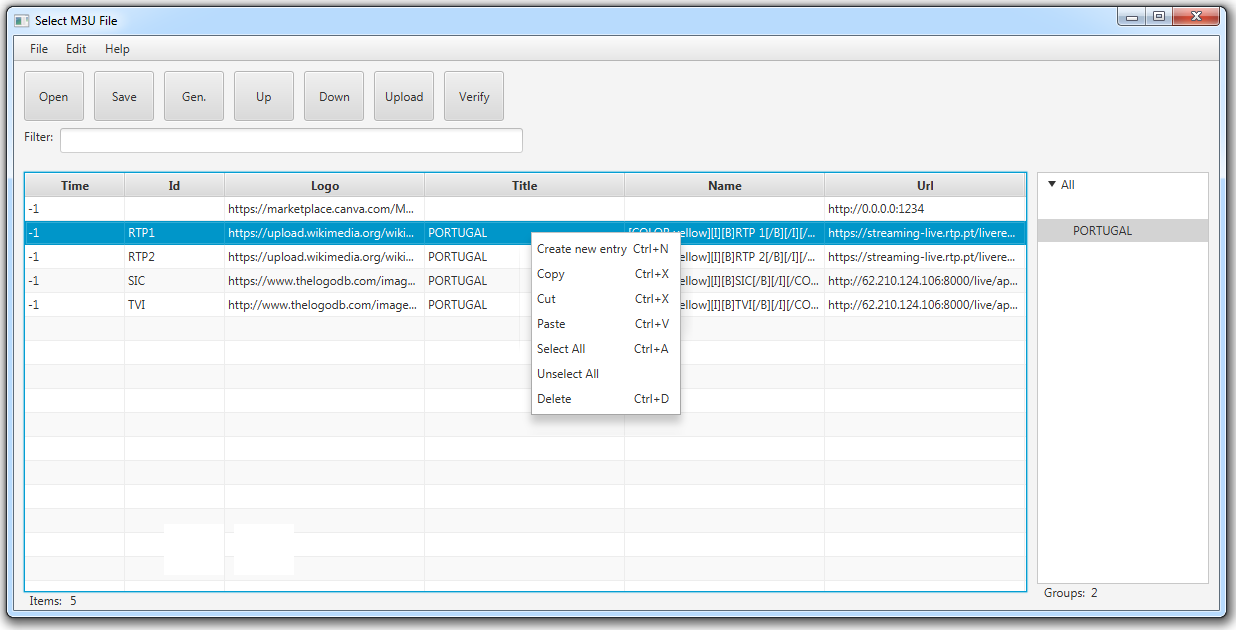 Select M3U File
File Edit Help
Open Save Gen. Up Down Upload Verify
Filter:
Time Id Logo Title Name Url
-1 https://marketplace.canva.com/M... http://0.0.0.0:1234
-1 RTP1 https://upload.wikimedia.org/wiki... PORTUGAL [COLOR yellow][I][B]RTP 1[/B][/I][/... https://streaming-live.rtp.pt/livere...
-1 RTP2 https://upload.wikimedia.org/wiki... PORTUGAL ellow][I][B]RTP 2[/B][/I][/... https://streaming-live.rtp.pt/livere...
-1 SIC https://www.thelogodb.com/imag... PORTUGAL ellow][I][B]SIC[/B][/I][/CO... http://62.210.124.106:8000/live/ap...
-1 TVI http://www.thelogodb.com/image... PORTUGAL ellow][I][B]TVI[/B][/I][/CO... http://62.210.124.106:8000/live/ap...
Create new entry Ctrl+N
Copy Ctrl+X
Cut Ctrl+X
Paste Ctrl+V
Select All Ctrl+A
Unselect All
Delete Ctrl+D
All
PORTUGAL
Items: 5
Groups: 2